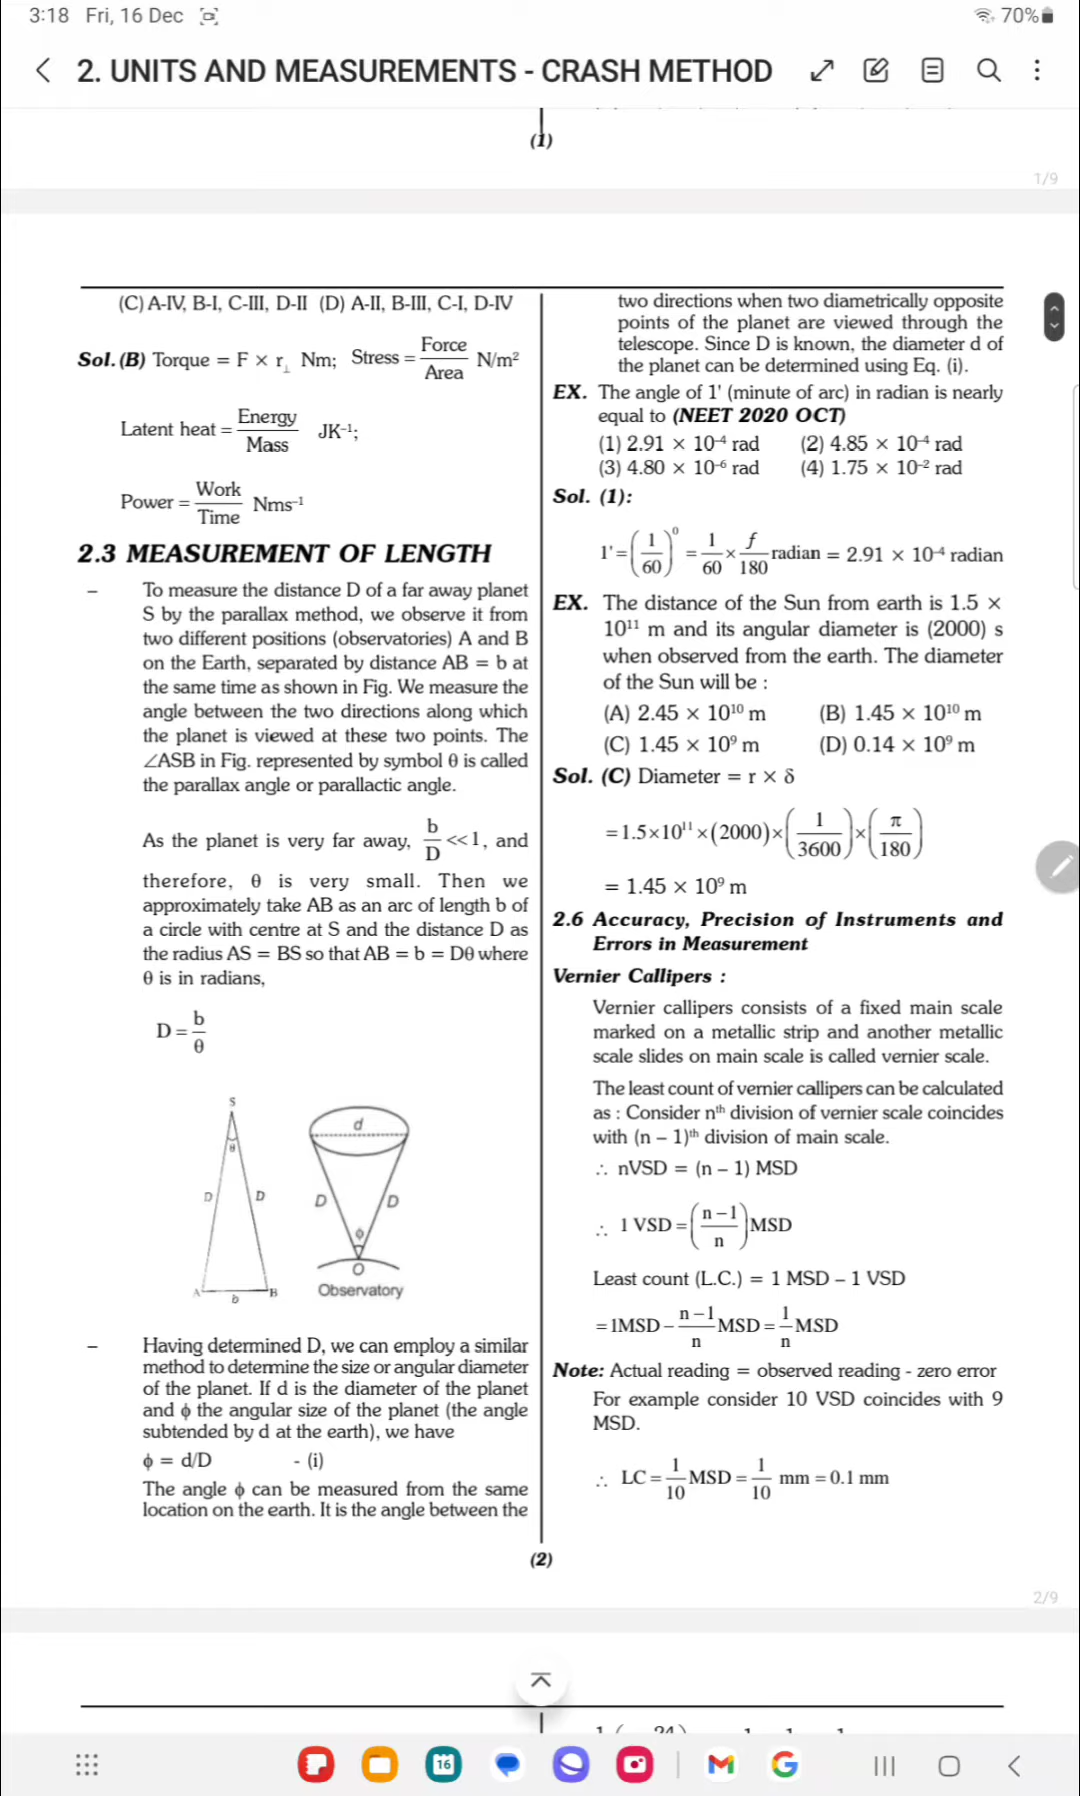 3:18 Fri, 16 Dec
70%
2. UNITS AND MEASUREMENTS - CRASH METHOD
(1)
1/9
(C) A-IV, B-I, C-III, D-II (D) A-II, B-III, C-I, D-IV
Sol. (B) Torque = F × r⊥ Nm; Stress = Force/Area N/m²
Latent heat = Energy/Mass JK⁻¹;
Power = Work/Time Nms⁻¹
2.3 MEASUREMENT OF LENGTH
– To measure the distance D of a far away planet
S by the parallax method, we observe it from
two different positions (observatories) A and B
on the Earth, separated by distance AB = b at
the same time as shown in Fig. We measure the
angle between the two directions along which
the planet is viewed at these two points. The
∠ASB in Fig. represented by symbol θ is called
the parallax angle or parallactic angle.
As the planet is very far away, b/D <<1, and
therefore, θ is very small. Then we
approximately take AB as an arc of length b of
a circle with centre at S and the distance D as
the radius AS = BS so that AB = b = Dθ where
θ is in radians,
D = b/θ
S
θ
D D
A b B
d
D D
ϕ
O
Observatory
– Having determined D, we can employ a similar
method to determine the size or angular diameter
of the planet. If d is the diameter of the planet
and ϕ the angular size of the planet (the angle
subtended by d at the earth), we have
ϕ = d/D - (i)
The angle ϕ can be measured from the same
location on the earth. It is the angle between the
two directions when two diametrically opposite
points of the planet are viewed through the
telescope. Since D is known, the diameter d of
the planet can be determined using Eq. (i).
EX. The angle of 1' (minute of arc) in radian is nearly
equal to (NEET 2020 OCT)
(1) 2.91 × 10⁻⁴ rad (2) 4.85 × 10⁻⁴ rad
(3) 4.80 × 10⁻⁶ rad (4) 1.75 × 10⁻² rad
Sol. (1):
1' = (1/60)⁰ = 1/60 × f/180 radian = 2.91 × 10⁻⁴ radian
EX. The distance of the Sun from earth is 1.5 ×
10¹¹ m and its angular diameter is (2000) s
when observed from the earth. The diameter
of the Sun will be :
(A) 2.45 × 10¹⁰ m (B) 1.45 × 10¹⁰ m
(C) 1.45 × 10⁹ m (D) 0.14 × 10⁹ m
Sol. (C) Diameter = r × δ
=1.5×10¹¹ ×(2000)×(1/3600)×(π/180)
= 1.45 × 10⁹ m
2.6 Accuracy, Precision of Instruments and
Errors in Measurement
Vernier Callipers :
Vernier callipers consists of a fixed main scale
marked on a metallic strip and another metallic
scale slides on main scale is called vernier scale.
The least count of vernier callipers can be calculated
as : Consider nᵗʰ division of vernier scale coincides
with (n – 1)ᵗʰ division of main scale.
∴ nVSD = (n – 1) MSD
∴ 1 VSD = (n–1/n) MSD
Least count (L.C.) = 1 MSD – 1 VSD
=1MSD – n–1/n MSD = 1/n MSD
Note: Actual reading = observed reading - zero error
For example consider 10 VSD coincides with 9
MSD.
∴ LC = 1/10 MSD = 1/10 mm = 0.1 mm
(2)
2/9
16